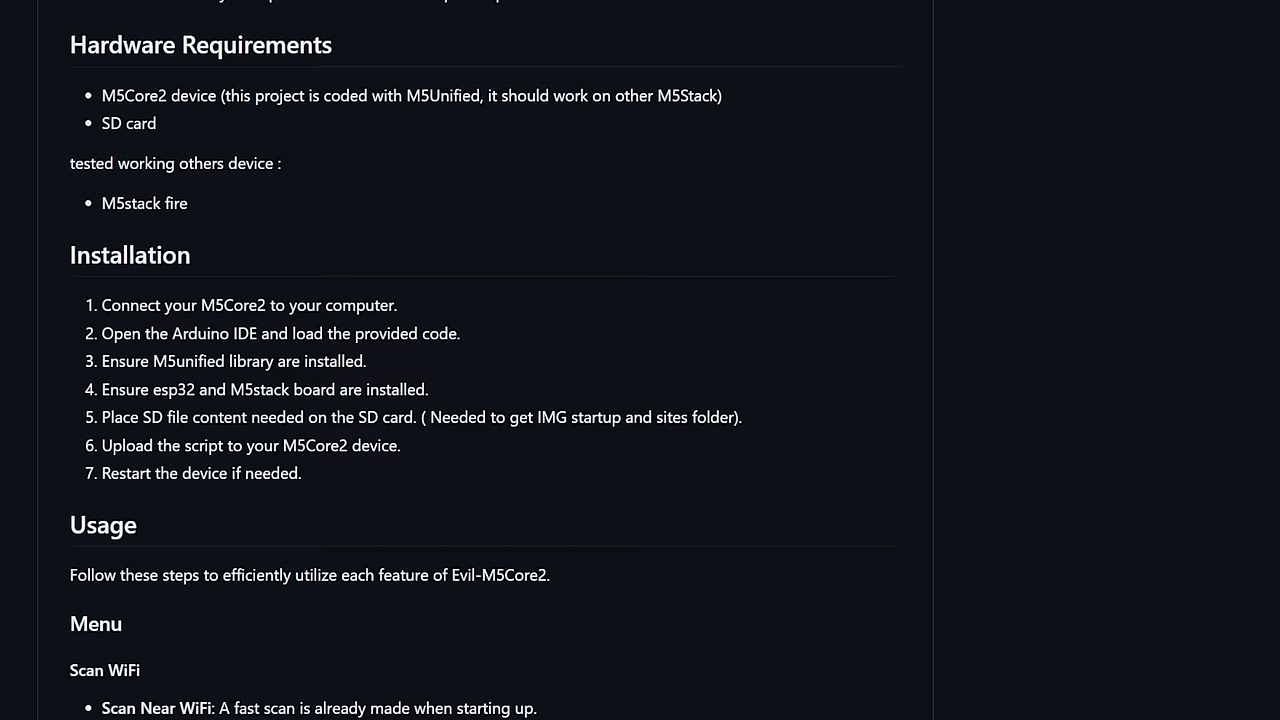 Hardware Requirements
• M5Core2 device (this project is coded with M5Unified, it should work on other M5Stack)
• SD card
tested working others device :
• M5stack fire
Installation
1. Connect your M5Core2 to your computer.
2. Open the Arduino IDE and load the provided code.
3. Ensure M5unified library are installed.
4. Ensure esp32 and M5stack board are installed.
5. Place SD file content needed on the SD card. ( Needed to get IMG startup and sites folder).
6. Upload the script to your M5Core2 device.
7. Restart the device if needed.
Usage
Follow these steps to efficiently utilize each feature of Evil-M5Core2.
Menu
Scan WiFi
• Scan Near WiFi: A fast scan is already made when starting up.